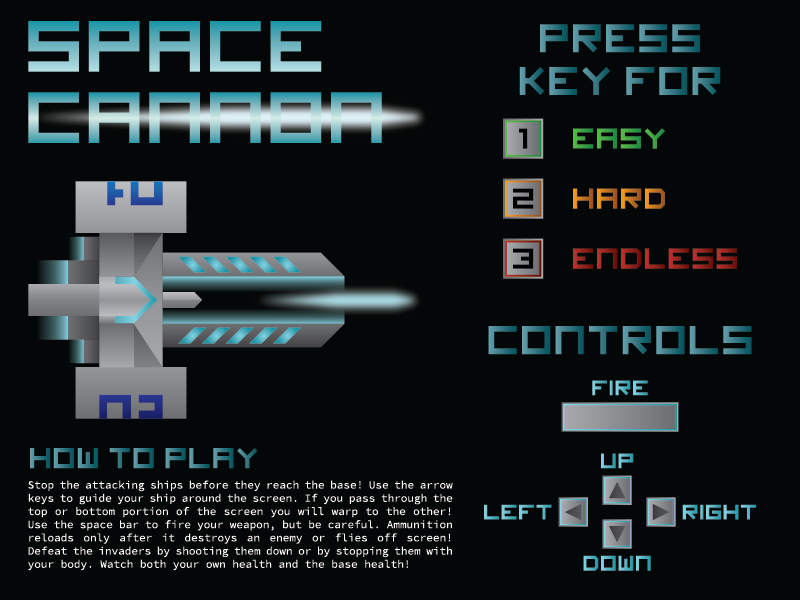 SPACE
CANNON
PRESS
KEY FOR
1 EASY
2 HARD
3 ENDLESS
CONTROLS
FIRE
UP
LEFT RIGHT
DOWN
HOW TO PLAY
Stop the attacking ships before they reach the base! Use the arrow
keys to guide your ship around the screen. If you pass through the
top or bottom portion of the screen you will warp to the other!
Use the space bar to fire your weapon, but be careful. Ammunition
reloads only after it destroys an enemy or flies off screen!
Defeat the invaders by shooting them down or by stopping them with
your body. Watch both your own health and the base health!